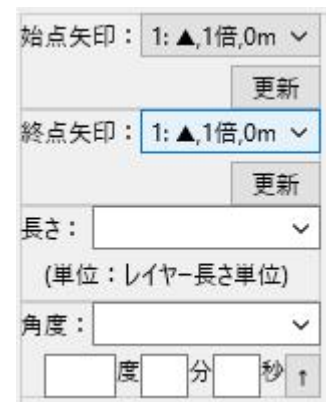 始点矢印： 1: ▲,1倍,0m
更新
終点矢印： 1: ▲,1倍,0m
更新
長さ：
(単位：レイヤー長さ単位)
角度：
度 分 秒 ↑